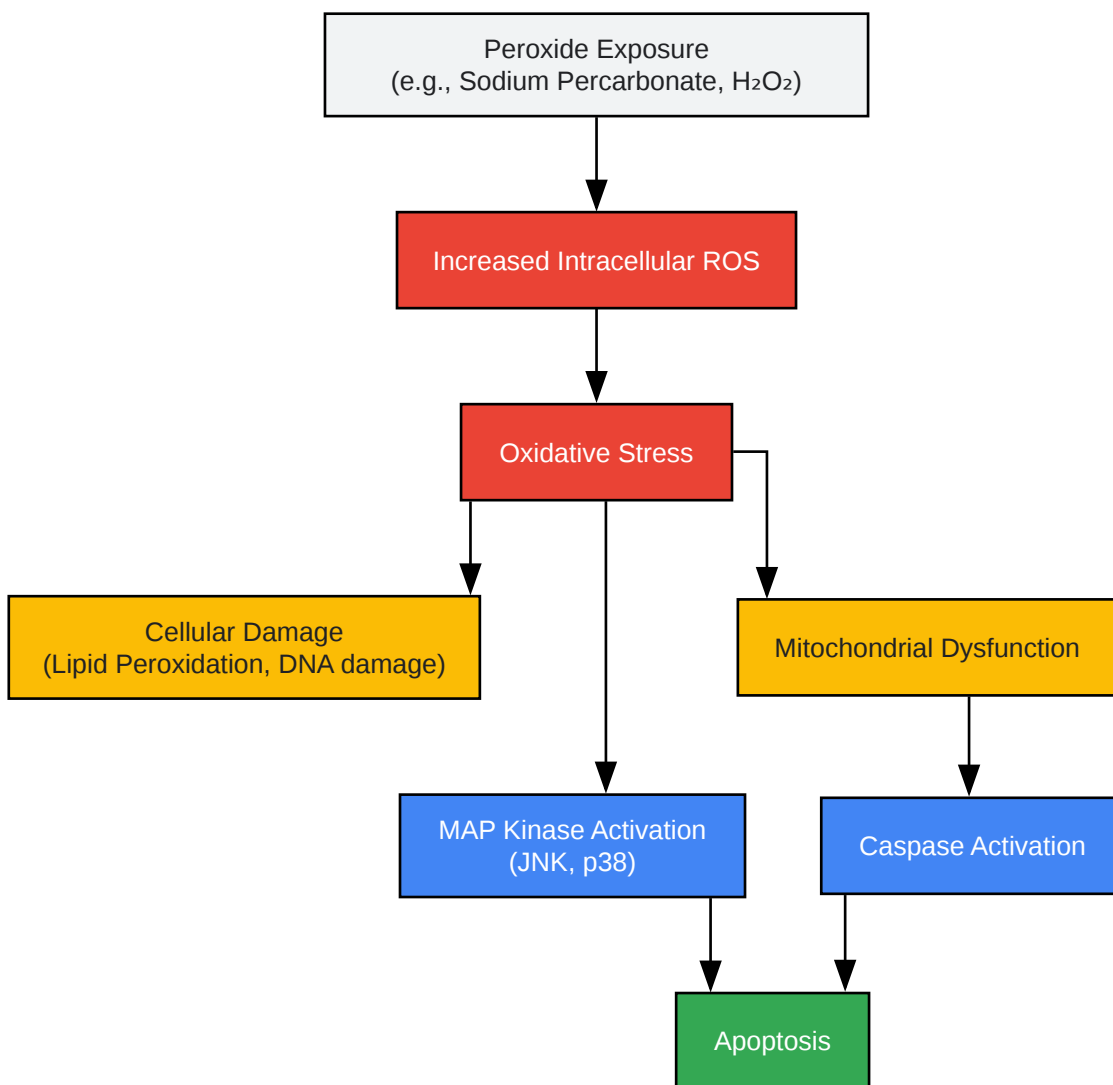 Peroxide Exposure
(e.g., Sodium Percarbonate, H₂O₂)
Increased Intracellular ROS
Oxidative Stress
Cellular Damage
(Lipid Peroxidation, DNA damage)
Mitochondrial Dysfunction
MAP Kinase Activation
(JNK, p38)
Caspase Activation
Apoptosis